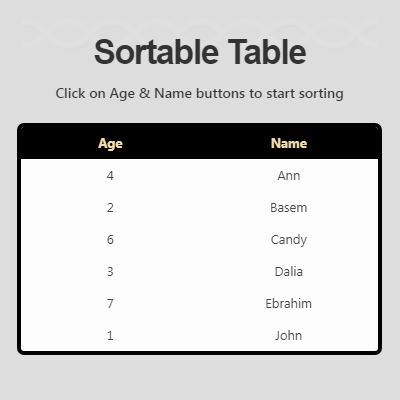 Sortable Table
Click on Age & Name buttons to start sorting
Age Name
4 Ann
2 Basem
6 Candy
3 Dalia
7 Ebrahim
1 John